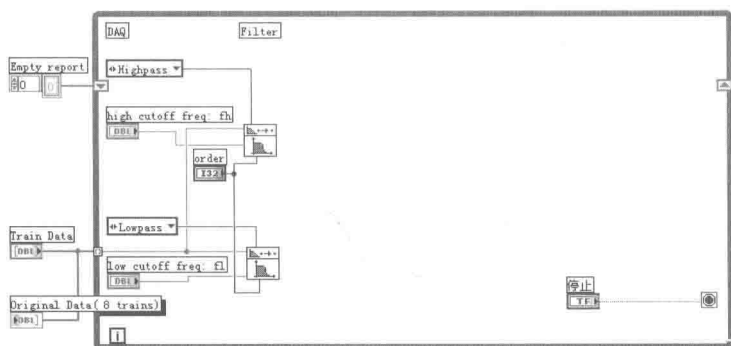 DAQ
Filter
Empty report
0
0
Highpass
high cutoff freq: fh
DBL
order
I32
Lowpass
Train Data
[DBL]
low cutoff freq: fl
DBL
Original Data( 8 trains)
[DBL]
停止
TF
i